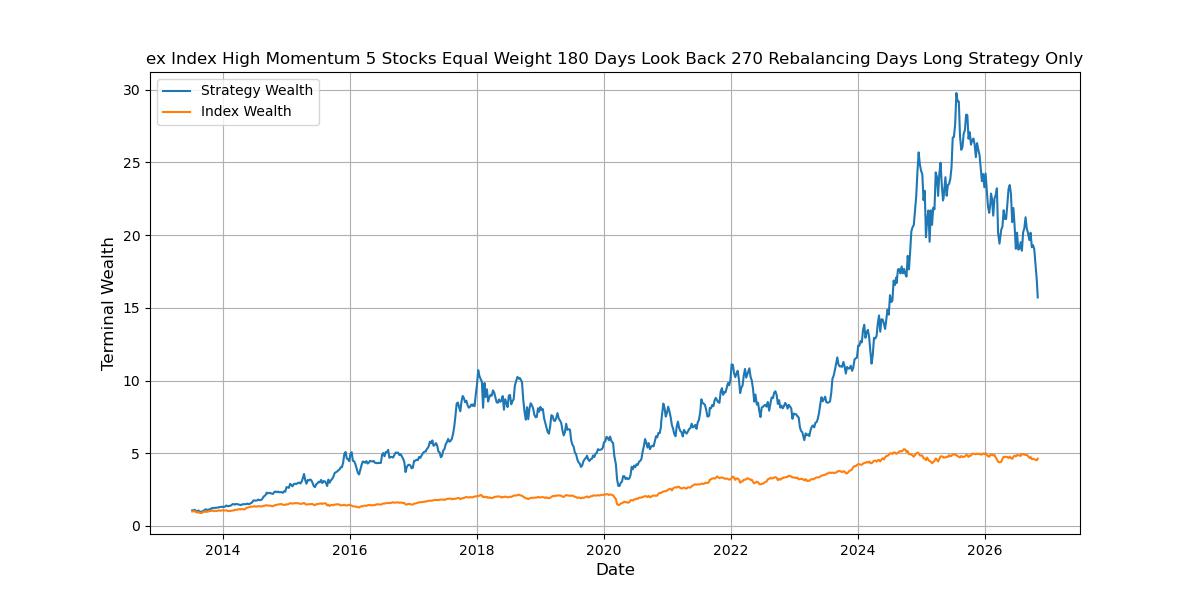 ex Index High Momentum 5 Stocks Equal Weight 180 Days Look Back 270 Rebalancing Days Long Strategy Only
Strategy Wealth
Index Wealth
Terminal Wealth
30
25
20
15
10
5
0
2014 2016 2018 2020 2022 2024 2026
Date